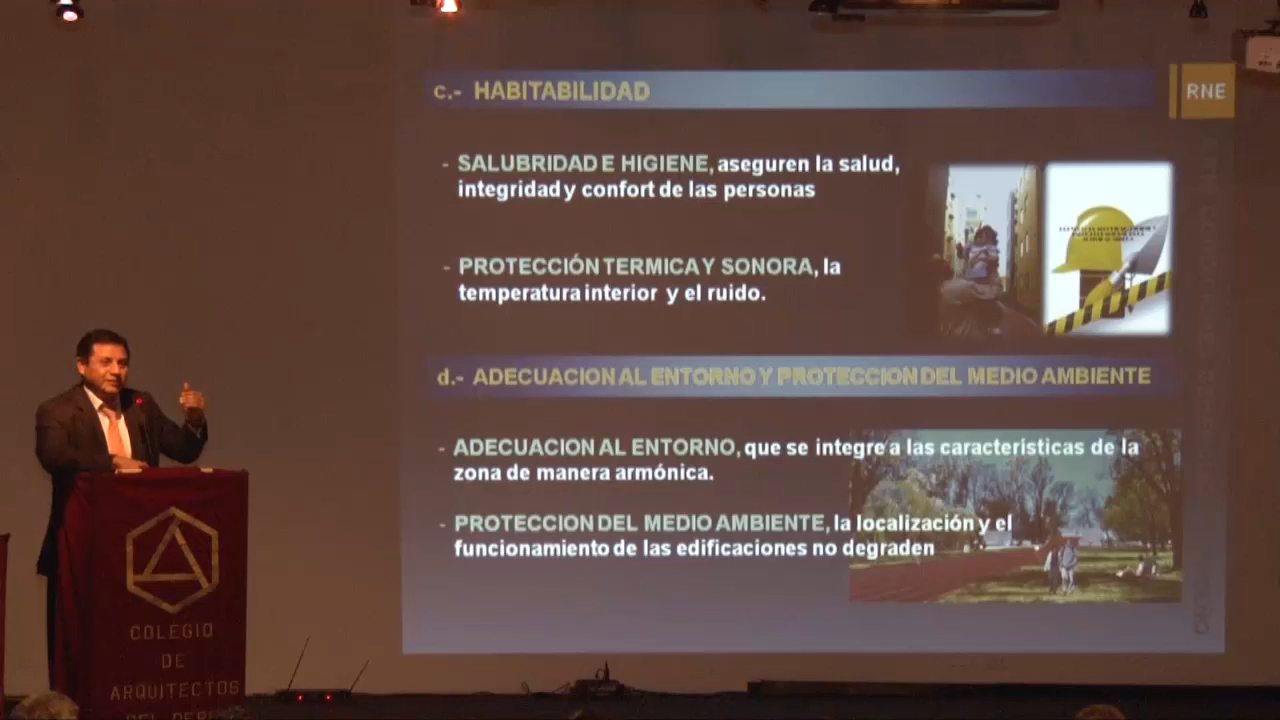 c.- HABITABILIDAD
RNE
- SALUBRIDAD E HIGIENE, aseguren la salud,
integridad y confort de las personas
- PROTECCIÓN TERMICA Y SONORA, la
temperatura interior y el ruido.
d.- ADECUACION AL ENTORNO Y PROTECCION DEL MEDIO AMBIENTE
- ADECUACION AL ENTORNO, que se integre a las características de la
zona de manera armónica.
- PROTECCION DEL MEDIO AMBIENTE, la localización y el
funcionamiento de las edificaciones no degraden
COLEGIO
DE
ARQUITECTOS
DEL PERU